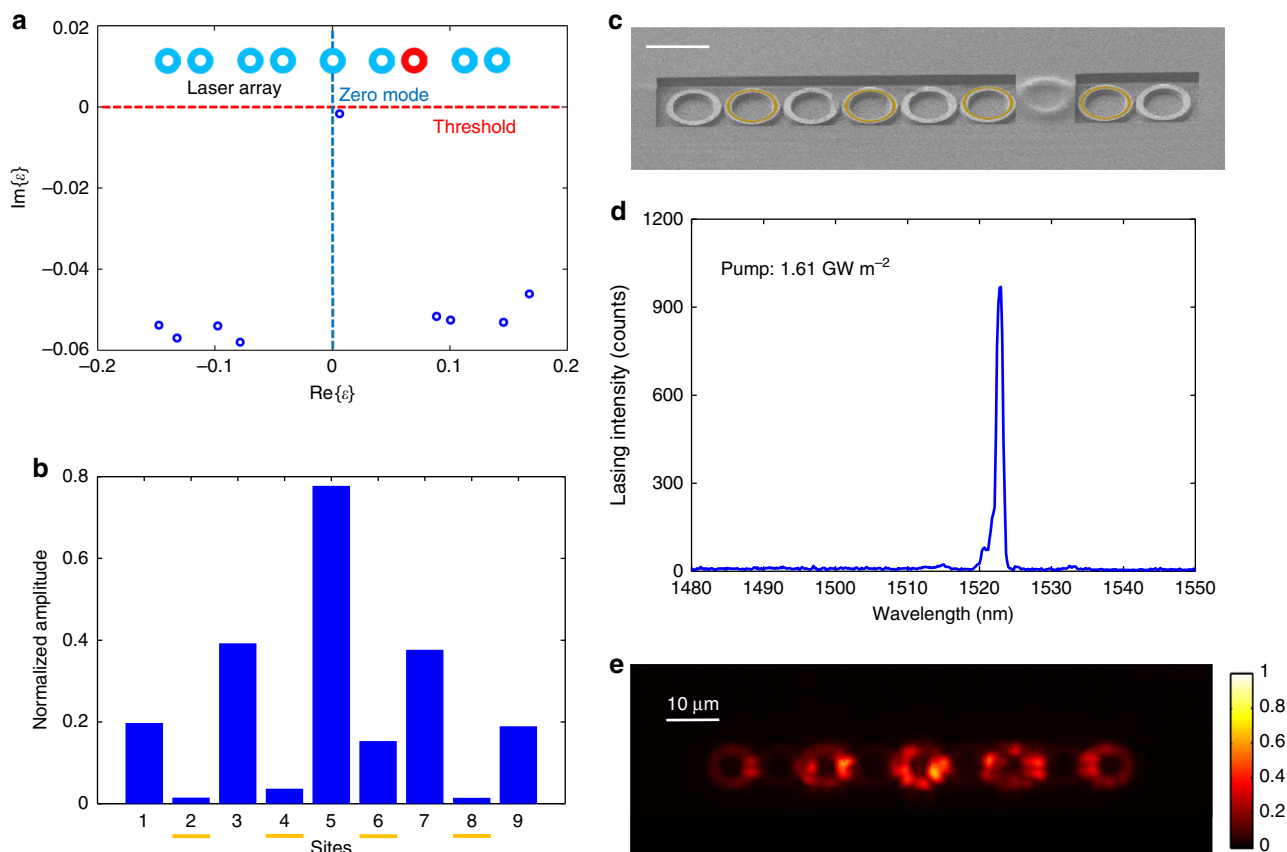 a
0.02
0
−0.02
−0.04
−0.06
Im{ε}
Laser array
Zero mode
Threshold
−0.2
−0.1
0
0.1
0.2
Re{ε}
b
0.8
0.6
0.4
0.2
0
Normalized amplitude
1 2 3 4 5 6 7 8 9
Sites
c
d
1200
900
600
300
0
Lasing intensity (counts)
Pump: 1.61 GW m−2
1480 1490 1500 1510 1520 1530 1540 1550
Wavelength (nm)
e
10 μm
1
0.8
0.6
0.4
0.2
0